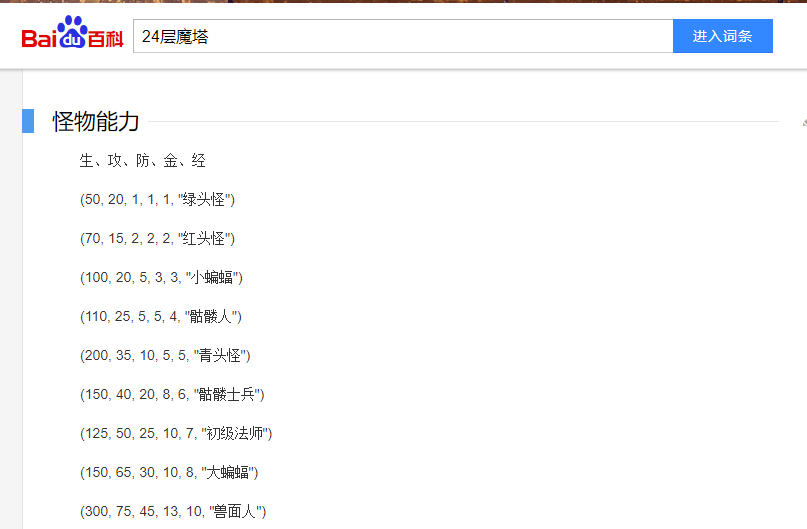 Bai du 百科
24层魔塔
进入词条
怪物能力
生、攻、防、金、经
(50, 20, 1, 1, 1, "绿头怪")
(70, 15, 2, 2, 2, "红头怪")
(100, 20, 5, 3, 3, "小蝙蝠")
(110, 25, 5, 5, 4, "骷髅人")
(200, 35, 10, 5, 5, "青头怪")
(150, 40, 20, 8, 6, "骷髅士兵")
(125, 50, 25, 10, 7, "初级法师")
(150, 65, 30, 10, 8, "大蝙蝠")
(300, 75, 45, 13, 10, "兽面人")